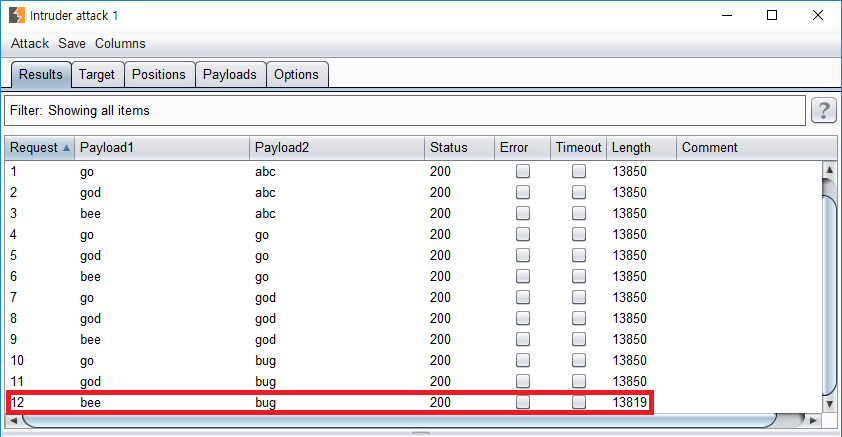 Intruder attack 1
Attack Save Columns
Results Target Positions Payloads Options
Filter: Showing all items ?
Request Payload1 Payload2 Status Error Timeout Length Comment
1 go abc 200 13850
2 god abc 200 13850
3 bee abc 200 13850
4 go go 200 13850
5 god go 200 13850
6 bee go 200 13850
7 go god 200 13850
8 god god 200 13850
9 bee god 200 13850
10 go bug 200 13850
11 god bug 200 13850
12 bee bug 200 13819